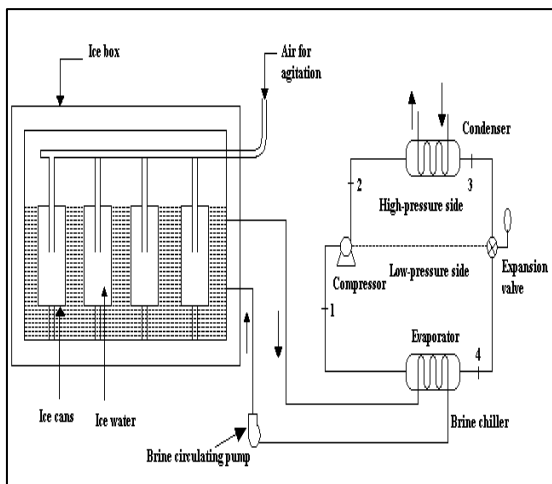 Ice box
Air for
agitation
Condenser
2
3
High-pressure side
Low-pressure side
Compressor
Expansion
valve
1
Evaporator
4
Ice cans
Ice water
Brine chiller
Brine circulating pump